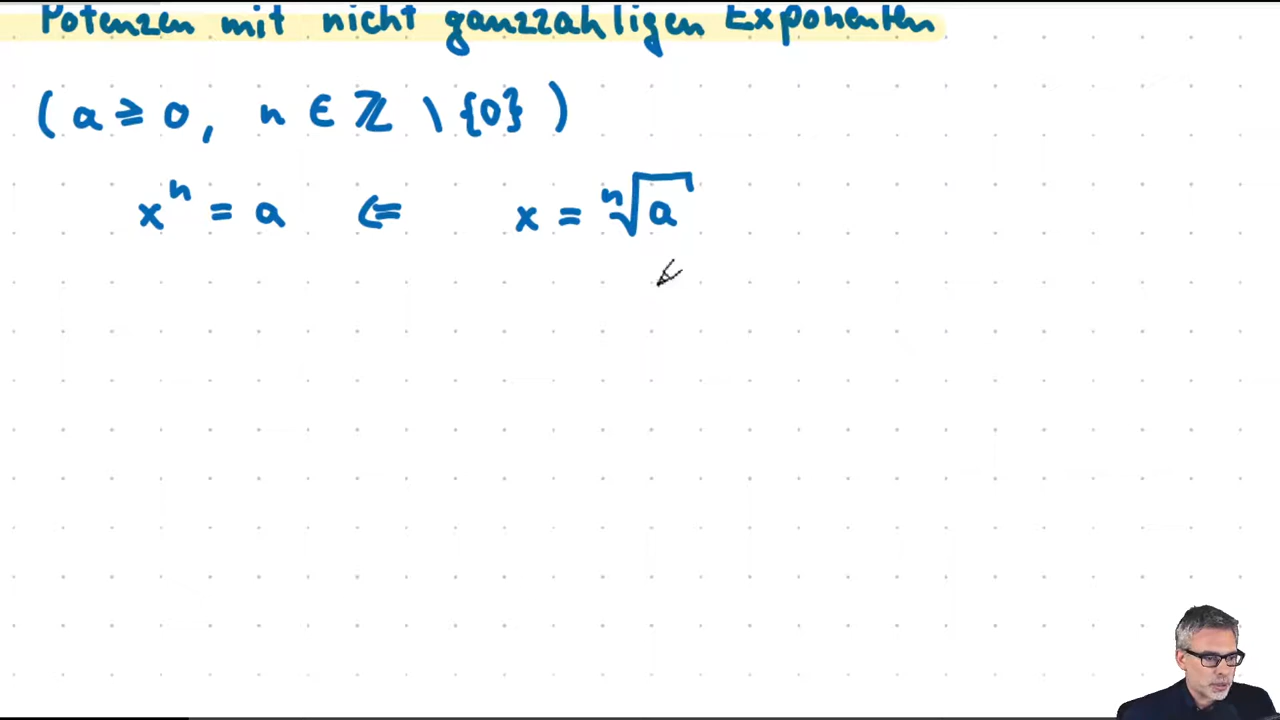 Potenzen mit nicht ganzzahligen Exponenten
( a ≥ 0, n ∈ ℤ \ {0} )
xⁿ = a ⇐ x = ⁿ√a